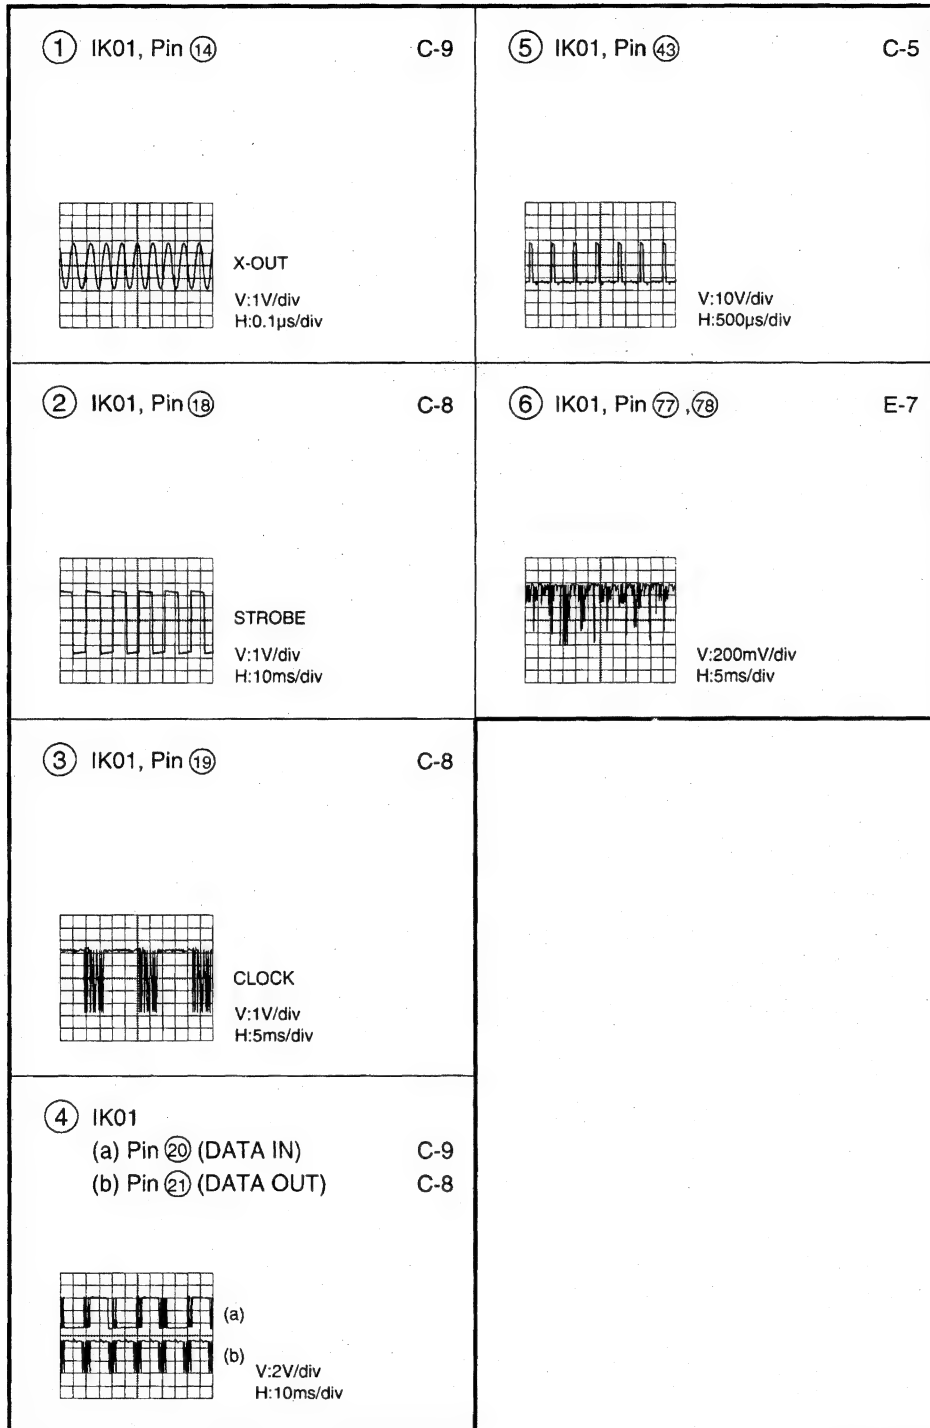 ① IK01, Pin ⑭ C-9
X-OUT
V:1V/div
H:0.1µs/div
② IK01, Pin ⑱ C-8
STROBE
V:1V/div
H:10ms/div
③ IK01, Pin ⑲ C-8
CLOCK
V:1V/div
H:5ms/div
④ IK01
(a) Pin ⑳ (DATA IN) C-9
(b) Pin ㉑ (DATA OUT) C-8
(a)
(b)
V:2V/div
H:10ms/div
⑤ IK01, Pin ㊸ C-5
V:10V/div
H:500µs/div
⑥ IK01, Pin (77) ,(78) E-7
V:200mV/div
H:5ms/div